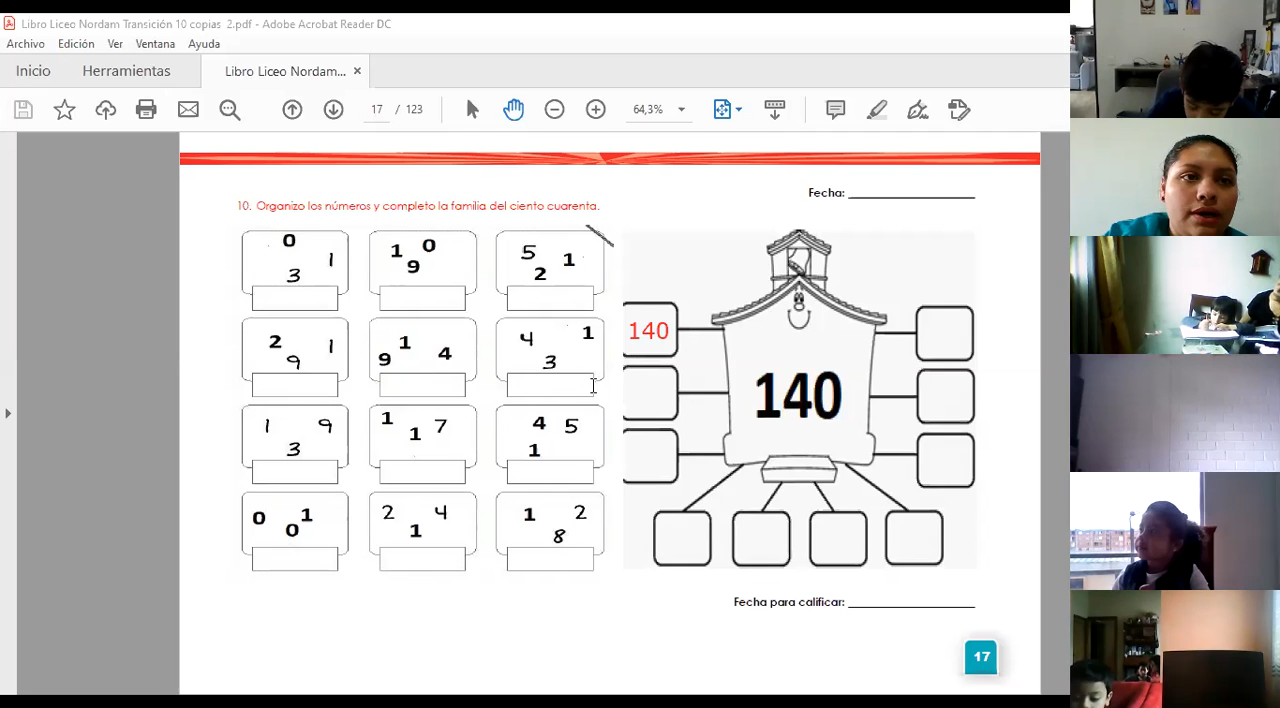 Libro Liceo Nordam Transición 10 copias 2.pdf - Adobe Acrobat Reader DC
Archivo Edición Ver Ventana Ayuda
Inicio Herramientas Libro Liceo Nordam... ×
17 / 123 64,3%
Fecha:
10. Organizo los números y completo la familia del ciento cuarenta.
0 1 3
1 0 9
5 1 2
2 1 9
1 9 4
4 1 3
1 9 3
1 1 7
4 5 1
0 1 0
2 4 1
1 2 8
140
140
Fecha para calificar:
17